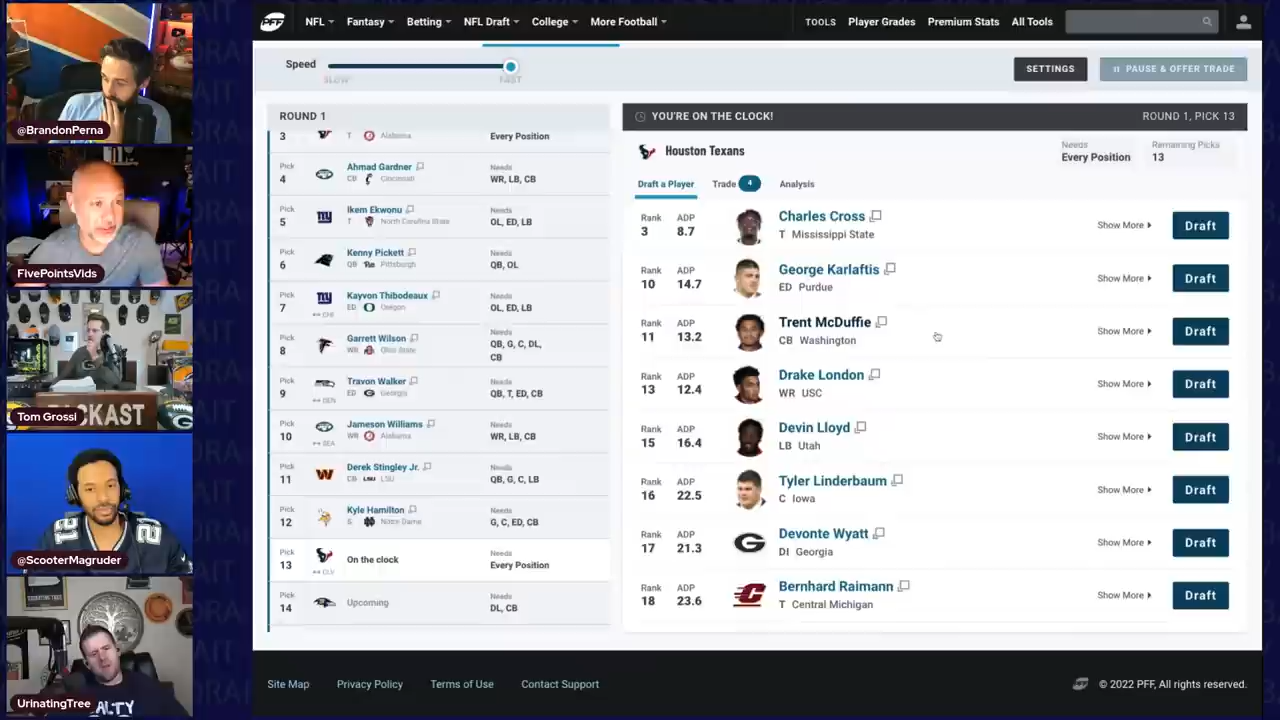 PFF
NFL
Fantasy
Betting
NFL Draft
College
More Football
TOOLS
Player Grades
Premium Stats
All Tools
Speed
SLOW
FAST
SETTINGS
PAUSE & OFFER TRADE
ROUND 1
3
T Alabama
Every Position
Pick
4
Ahmad Gardner
CB Cincinnati
Needs
WR, LB, CB
Pick
5
Ikem Ekwonu
T North Carolina State
Needs
OL, ED, LB
Pick
6
Kenny Pickett
QB Pittsburgh
Needs
QB, OL
Pick
7
CHI
Kayvon Thibodeaux
ED Oregon
Needs
OL, ED, LB
Pick
8
Garrett Wilson
WR Ohio State
Needs
QB, G, C, DL,
CB
Pick
9
DEN
Travon Walker
ED Georgia
Needs
QB, T, ED, CB
Pick
10
SEA
Jameson Williams
WR Alabama
Needs
WR, LB, CB
Pick
11
Derek Stingley Jr.
CB LSU LSU
Needs
QB, G, C, LB
Pick
12
Kyle Hamilton
S Notre Dame
Needs
G, C, ED, CB
Pick
13
CLV
On the clock
Needs
Every Position
Pick
14
Upcoming
Needs
DL, CB
YOU'RE ON THE CLOCK!
ROUND 1, PICK 13
Houston Texans
Needs
Every Position
Remaining Picks
13
Draft a Player
Trade 4
Analysis
Rank
3
ADP
8.7
Charles Cross
T Mississippi State
Show More
Draft
Rank
10
ADP
14.7
George Karlaftis
ED Purdue
Show More
Draft
Rank
11
ADP
13.2
Trent McDuffie
CB Washington
Show More
Draft
Rank
13
ADP
12.4
Drake London
WR USC
Show More
Draft
Rank
15
ADP
16.4
Devin Lloyd
LB Utah
Show More
Draft
Rank
16
ADP
22.5
Tyler Linderbaum
C Iowa
Show More
Draft
Rank
17
ADP
21.3
Devonte Wyatt
DI Georgia
Show More
Draft
Rank
18
ADP
23.6
Bernhard Raimann
T Central Michigan
Show More
Draft
Site Map
Privacy Policy
Terms of Use
Contact Support
© 2022 PFF, All rights reserved.
@BrandonPerna
FivePointsVids
PACKAST
Tom Grossi
@ScooterMagruder
UrinatingTree